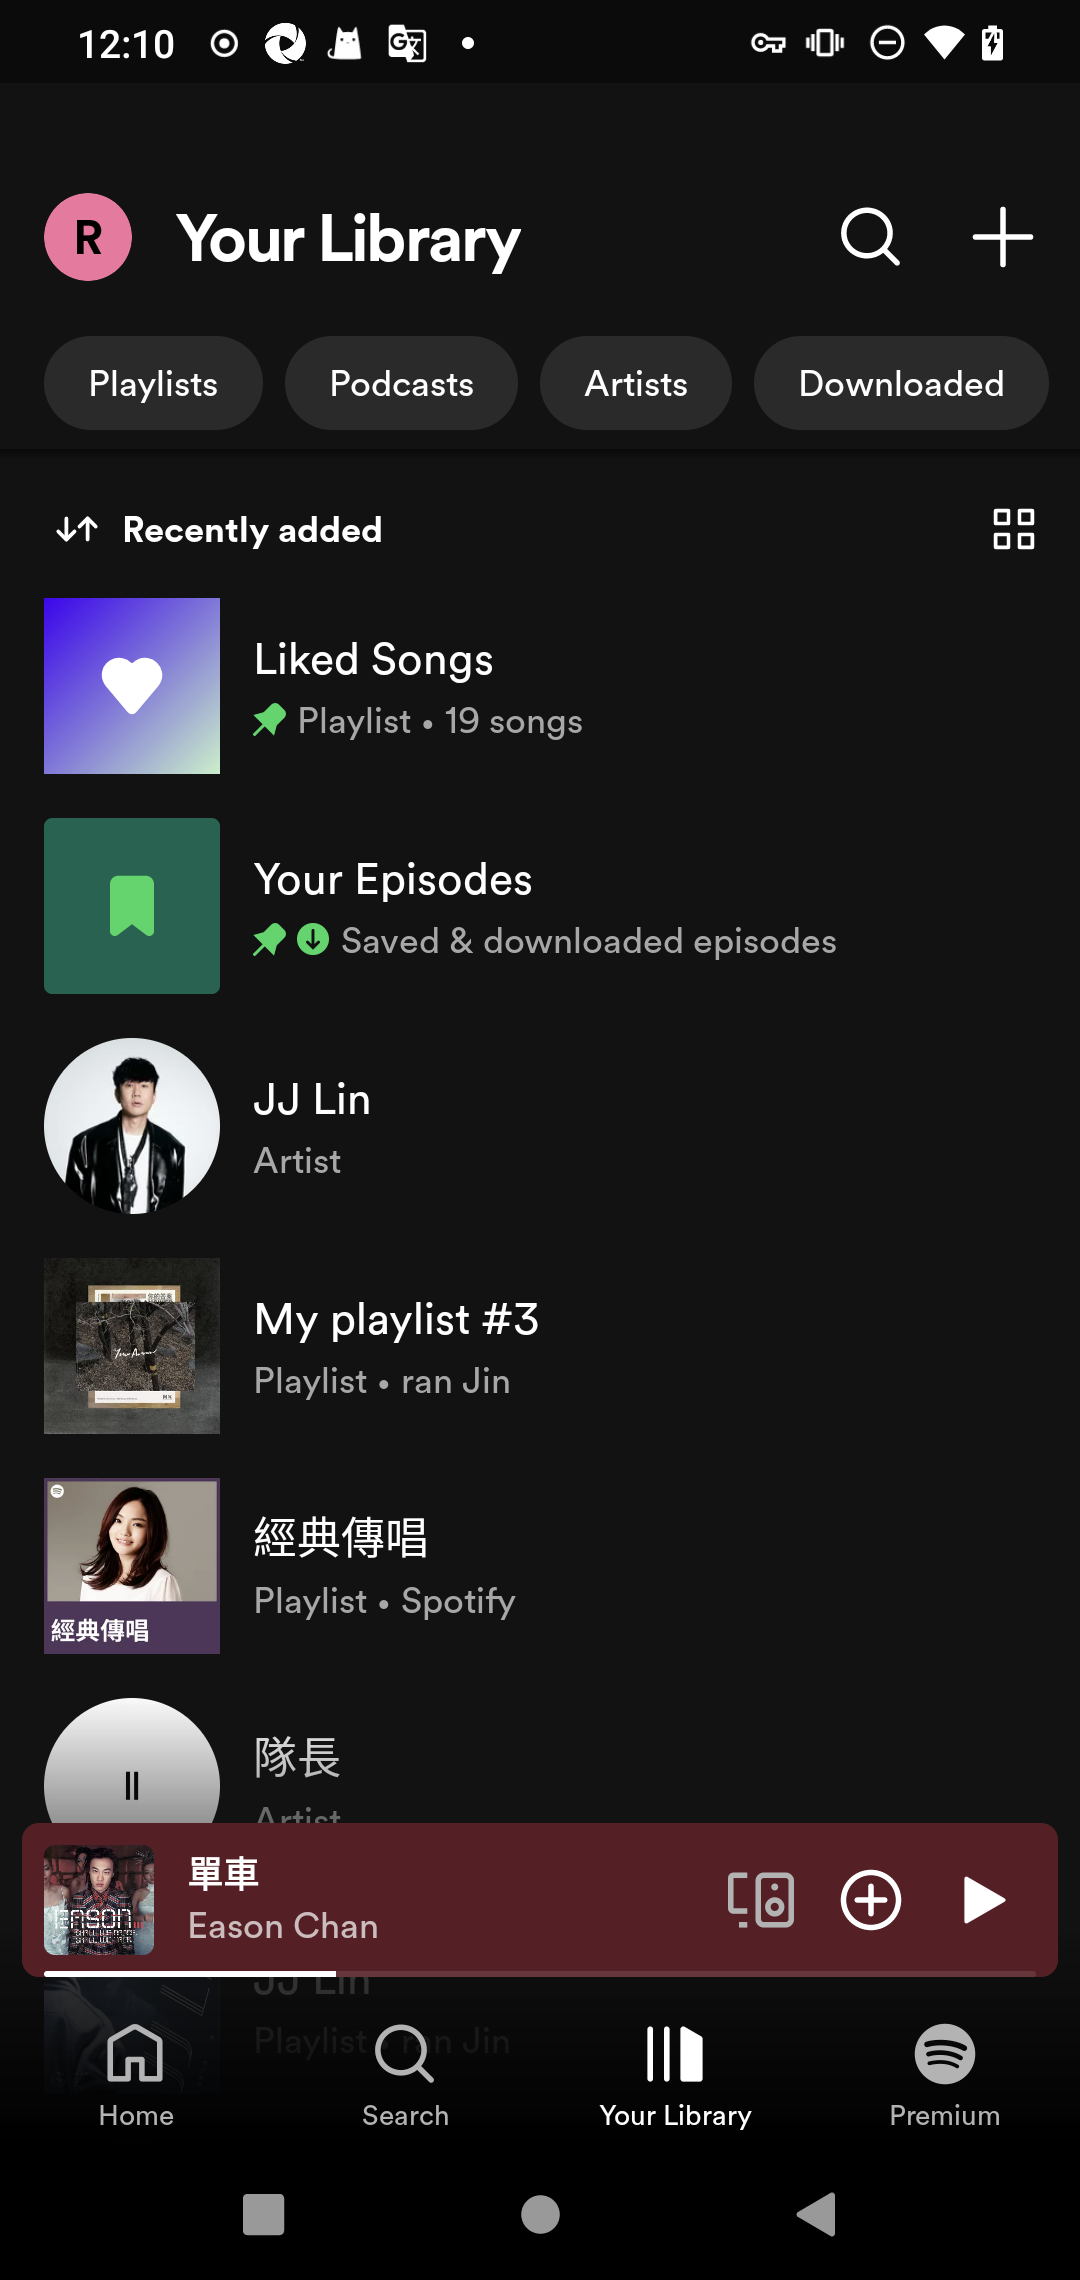 12:10
R
Your Library
Playlists
Podcasts
Artists
Downloaded
Recently added
Liked Songs
Playlist • 19 songs
Your Episodes
Saved & downloaded episodes
JJ Lin
Artist
My playlist #3
Playlist • ran Jin
經典傳唱
經典傳唱
Playlist • Spotify
隊長
Artist
單車
Eason Chan
JJ Lin
Playlist • ran Jin
Home
Search
Your Library
Premium